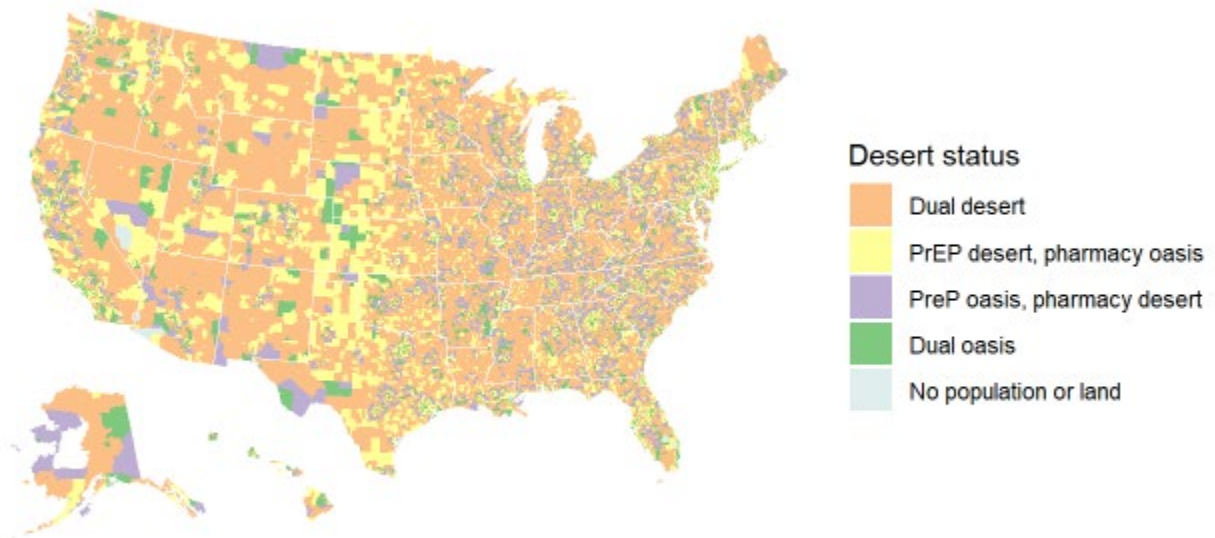 Desert status
Dual desert
PrEP desert, pharmacy oasis
PreP oasis, pharmacy desert
Dual oasis
No population or land